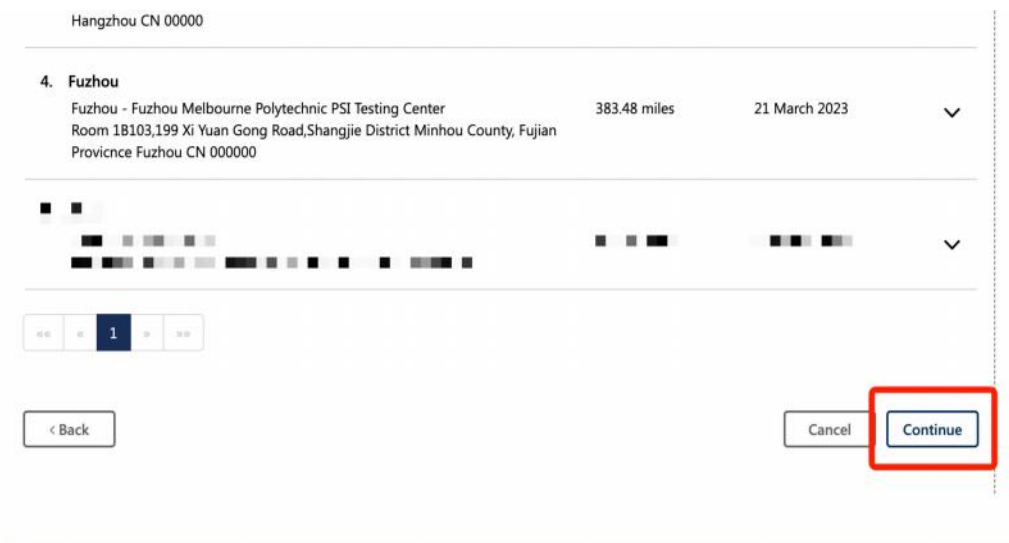 Hangzhou CN 00000
4. Fuzhou
Fuzhou - Fuzhou Melbourne Polytechnic PSI Testing Center 383.48 miles 21 March 2023
Room 1B103,199 Xi Yuan Gong Road,Shangjie District Minhou County, Fujian
Provicnce Fuzhou CN 000000
«« « 1 » »»
< Back Cancel Continue